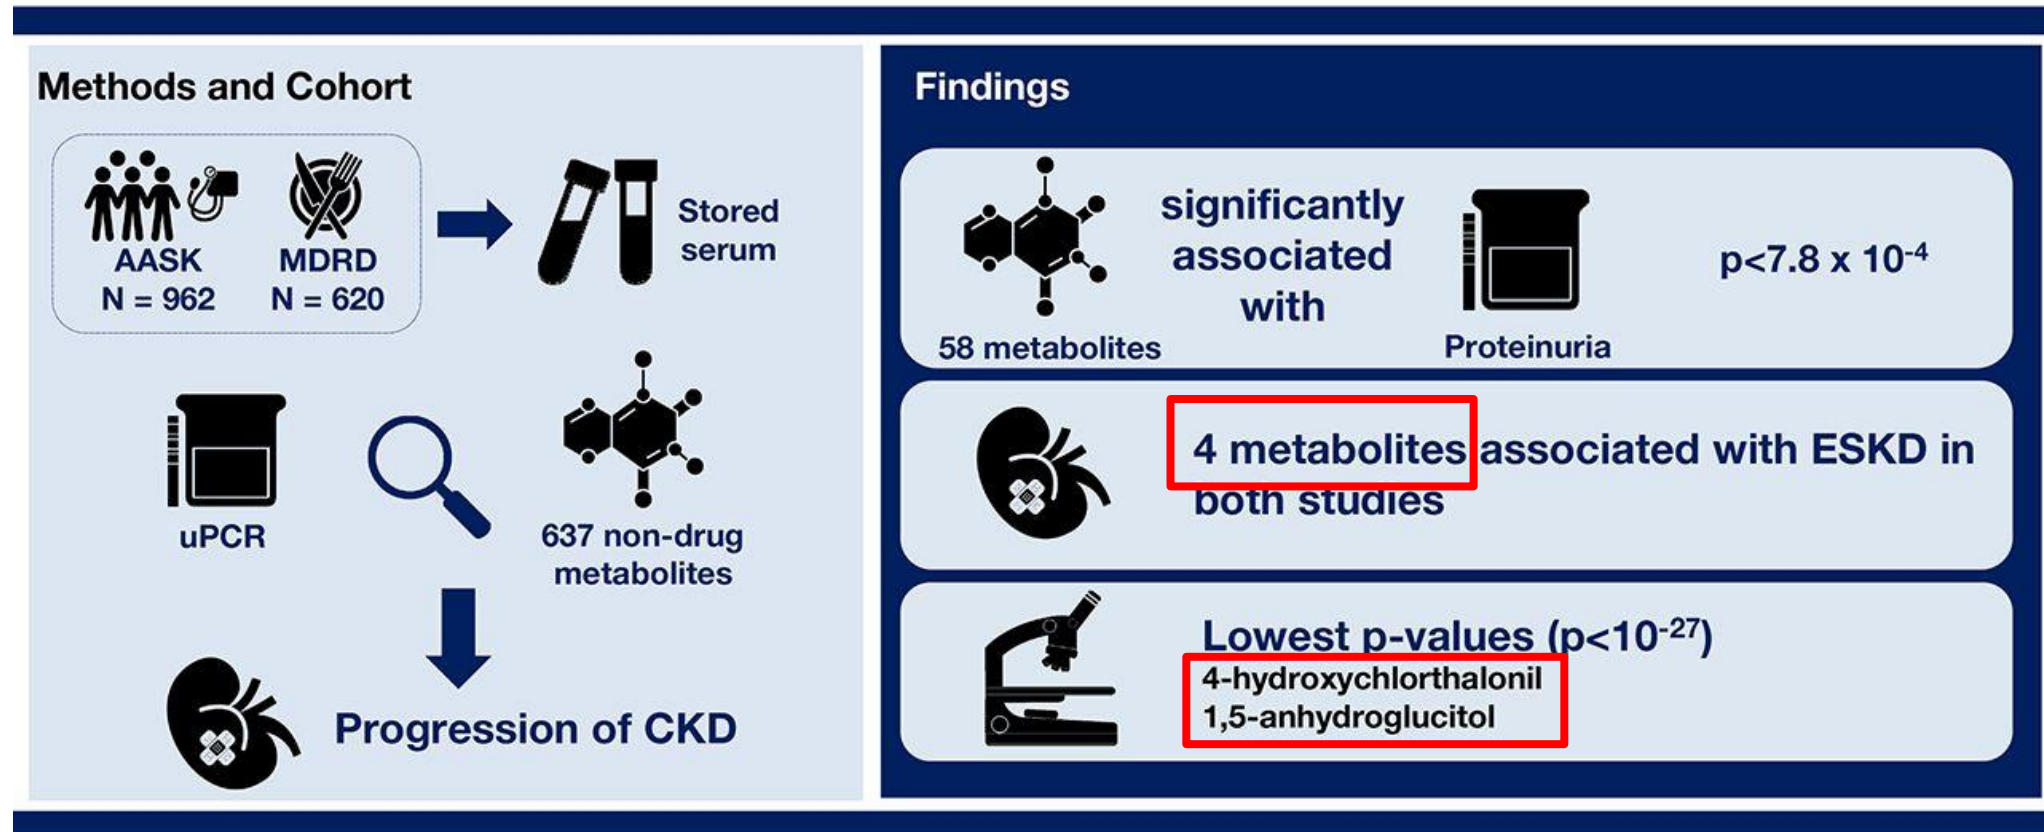 Methods and Cohort
AASK
N = 962
MDRD
N = 620
Stored
serum
uPCR
637 non-drug
metabolites
Progression of CKD
Findings
58 metabolites
significantly
associated
with
Proteinuria
p<7.8 x 10⁻⁴
4 metabolites associated with ESKD in
both studies
Lowest p-values (p<10⁻²⁷)
4-hydroxychlorthalonil
1,5-anhydroglucitol